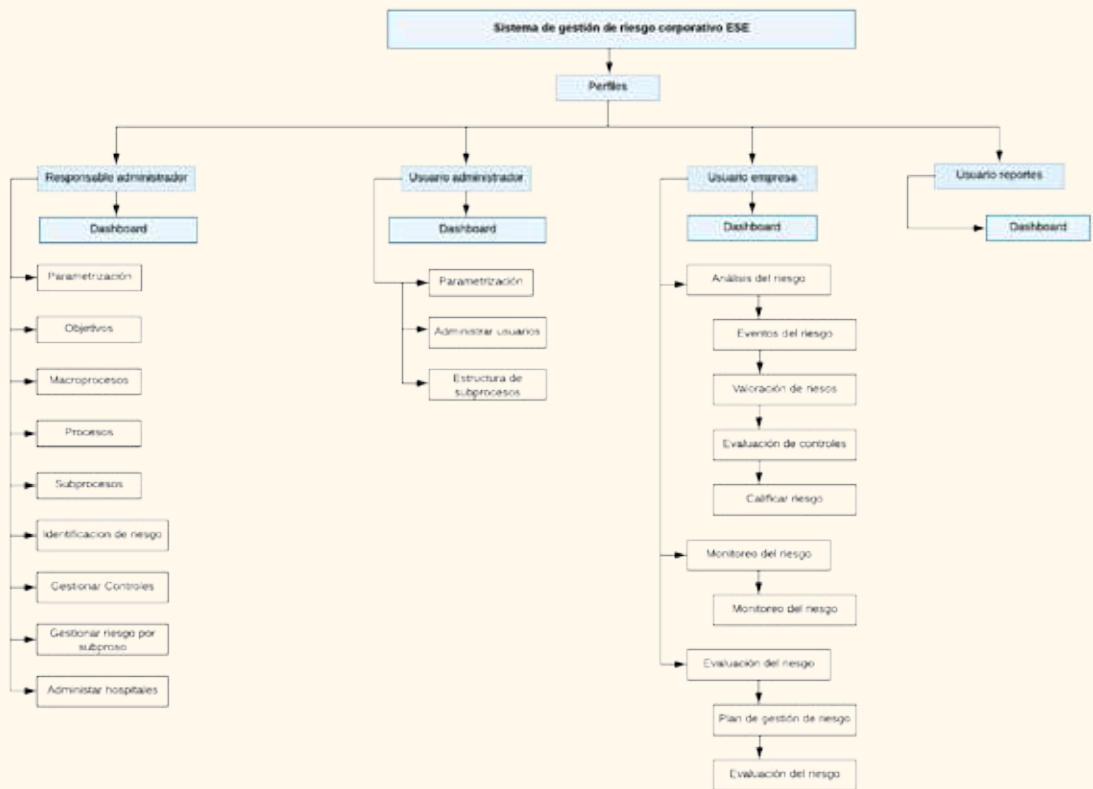 Sistema de gestión de riesgo corporativo ESE
Perfiles
Responsable administrador
Dashboard
Parametrización
Objetivos
Macroprocesos
Procesos
Subprocesos
Identificacion de riesgo
Gestionar Controles
Gestionar riesgo por
subproso
Administar hospitales
Usuario administrador
Dashboard
Parametrización
Administrar usuarios
Estructura de
subprocesos
Usuario empresa
Dashboard
Análisis del riesgo
Eventos del riesgo
Valoración de riesos
Evaluación de controles
Calificar riesgo
Monitoreo del riesgo
Monitoreo del riesgo
Evaluación del riesgo
Plan de gestión de riesgo
Evaluación del riesgo
Usuario reportes
Dashboard